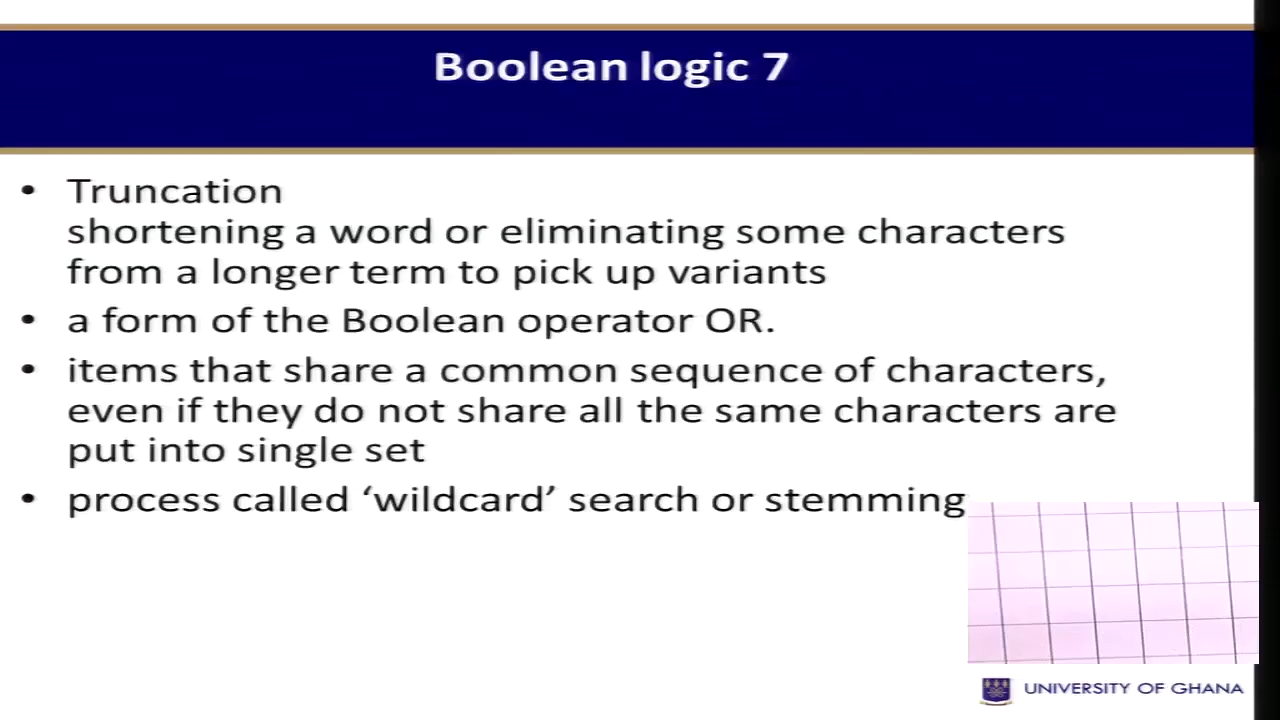 Boolean logic 7
• Truncation
shortening a word or eliminating some characters
from a longer term to pick up variants
• a form of the Boolean operator OR.
• items that share a common sequence of characters,
even if they do not share all the same characters are
put into single set
• process called ‘wildcard’ search or stemming
UNIVERSITY OF GHANA